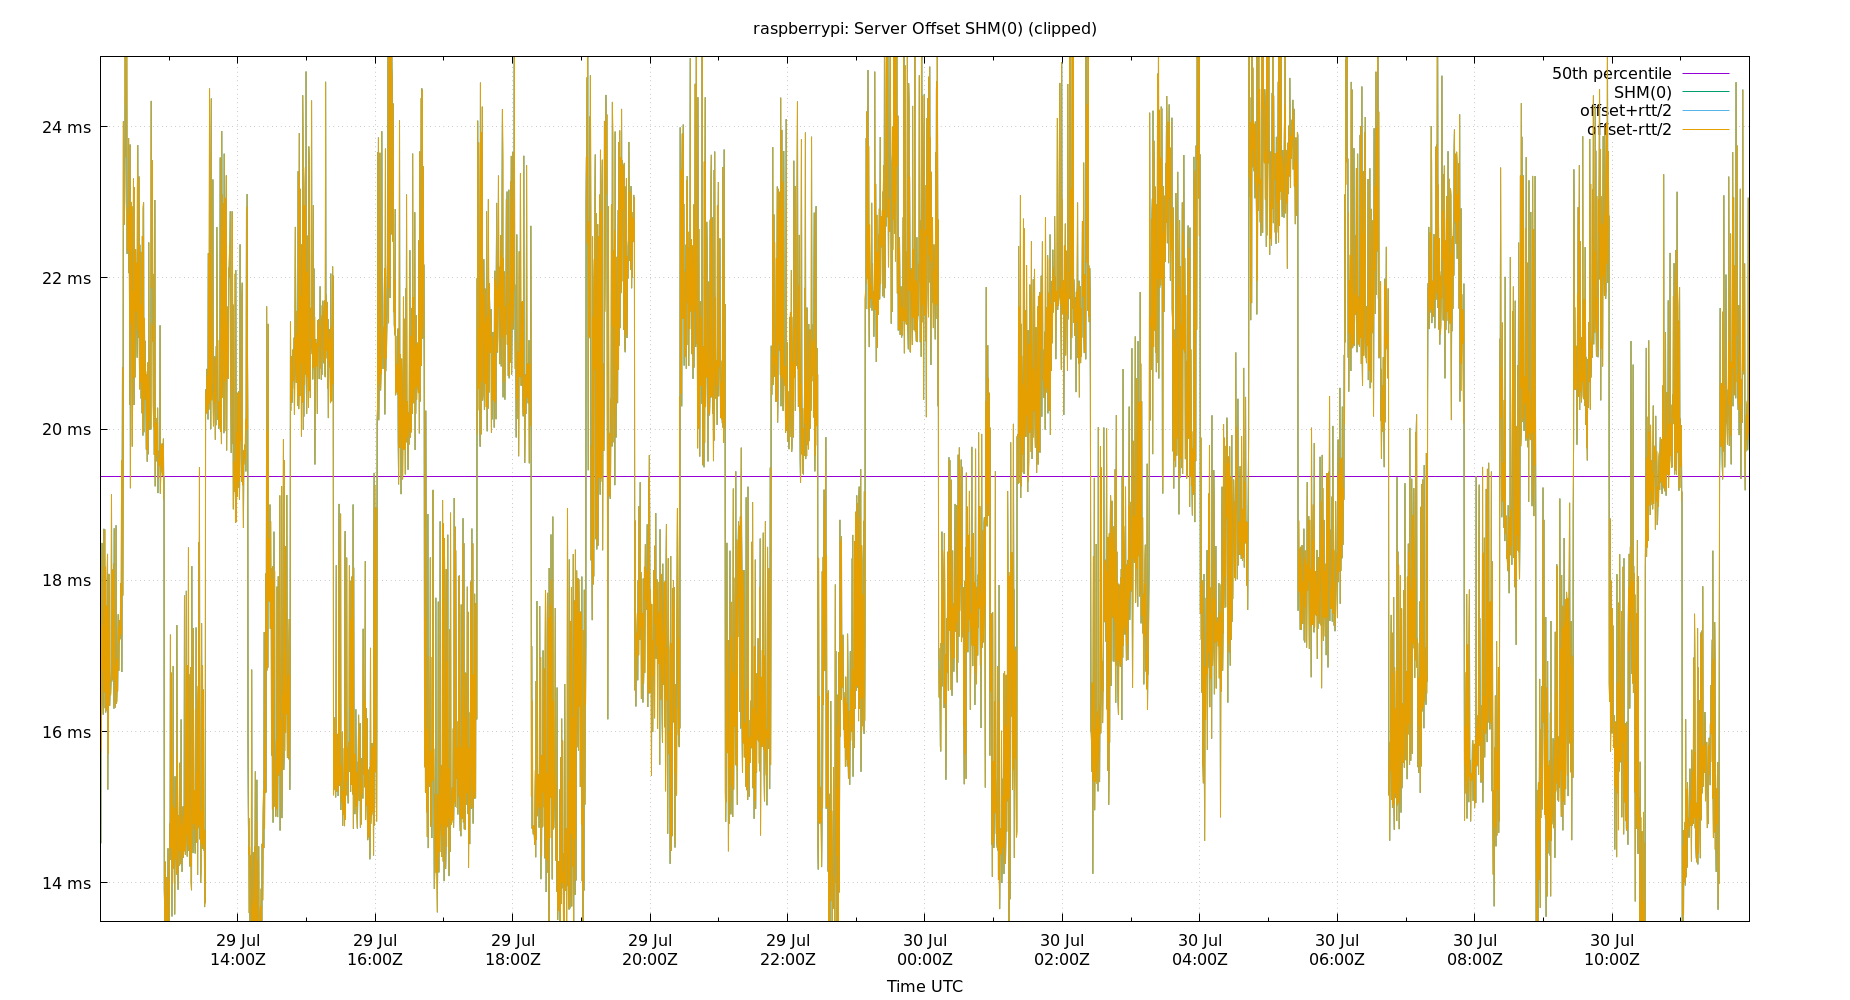 raspberrypi: Server Offset SHM(0) (clipped)
50th percentile
SHM(0)
offset+rtt/2
offset-rtt/2
24 ms
22 ms
20 ms
18 ms
16 ms
14 ms
29 Jul 29 Jul 29 Jul 29 Jul 29 Jul 30 Jul 30 Jul 30 Jul 30 Jul 30 Jul 30 Jul
14:00Z 16:00Z 18:00Z 20:00Z 22:00Z 00:00Z 02:00Z 04:00Z 06:00Z 08:00Z 10:00Z
Time UTC